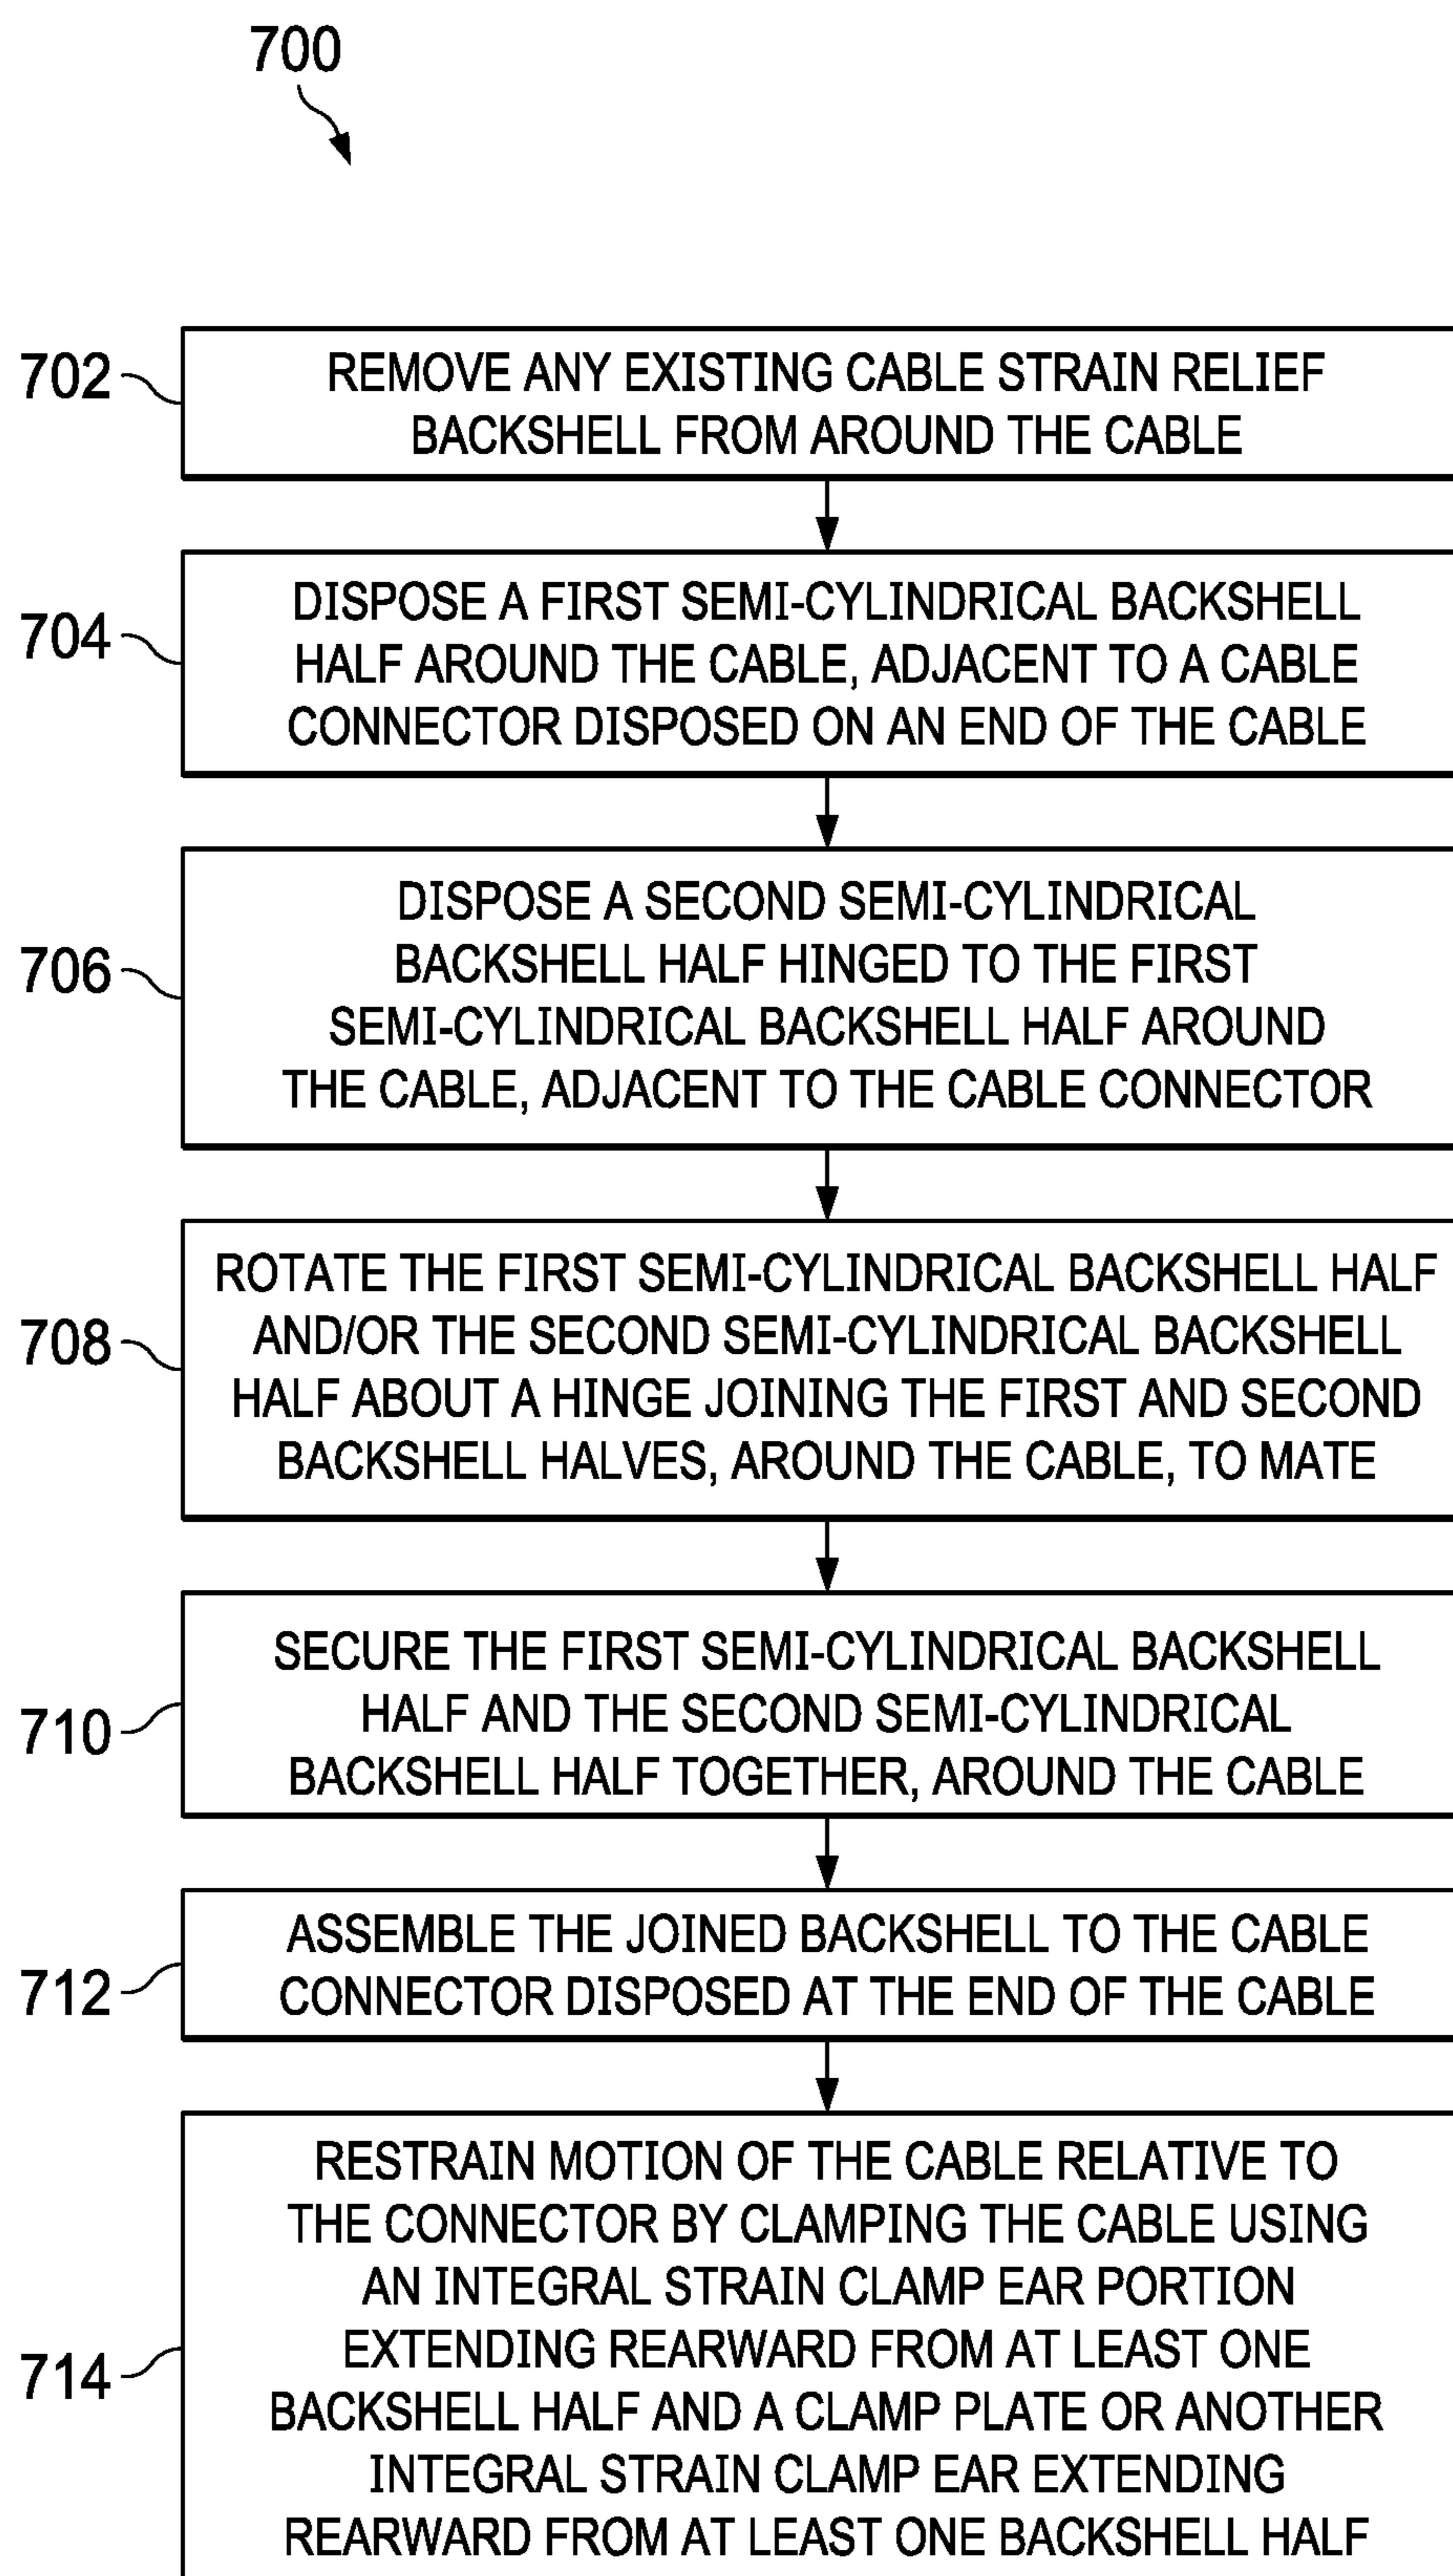 700
702
REMOVE ANY EXISTING CABLE STRAIN RELIEF
BACKSHELL FROM AROUND THE CABLE
704
DISPOSE A FIRST SEMI-CYLINDRICAL BACKSHELL
HALF AROUND THE CABLE, ADJACENT TO A CABLE
CONNECTOR DISPOSED ON AN END OF THE CABLE
706
DISPOSE A SECOND SEMI-CYLINDRICAL
BACKSHELL HALF HINGED TO THE FIRST
SEMI-CYLINDRICAL BACKSHELL HALF AROUND
THE CABLE, ADJACENT TO THE CABLE CONNECTOR
708
ROTATE THE FIRST SEMI-CYLINDRICAL BACKSHELL HALF
AND/OR THE SECOND SEMI-CYLINDRICAL BACKSHELL
HALF ABOUT A HINGE JOINING THE FIRST AND SECOND
BACKSHELL HALVES, AROUND THE CABLE, TO MATE
710
SECURE THE FIRST SEMI-CYLINDRICAL BACKSHELL
HALF AND THE SECOND SEMI-CYLINDRICAL
BACKSHELL HALF TOGETHER, AROUND THE CABLE
712
ASSEMBLE THE JOINED BACKSHELL TO THE CABLE
CONNECTOR DISPOSED AT THE END OF THE CABLE
714
RESTRAIN MOTION OF THE CABLE RELATIVE TO
THE CONNECTOR BY CLAMPING THE CABLE USING
AN INTEGRAL STRAIN CLAMP EAR PORTION
EXTENDING REARWARD FROM AT LEAST ONE
BACKSHELL HALF AND A CLAMP PLATE OR ANOTHER
INTEGRAL STRAIN CLAMP EAR EXTENDING
REARWARD FROM AT LEAST ONE BACKSHELL HALF